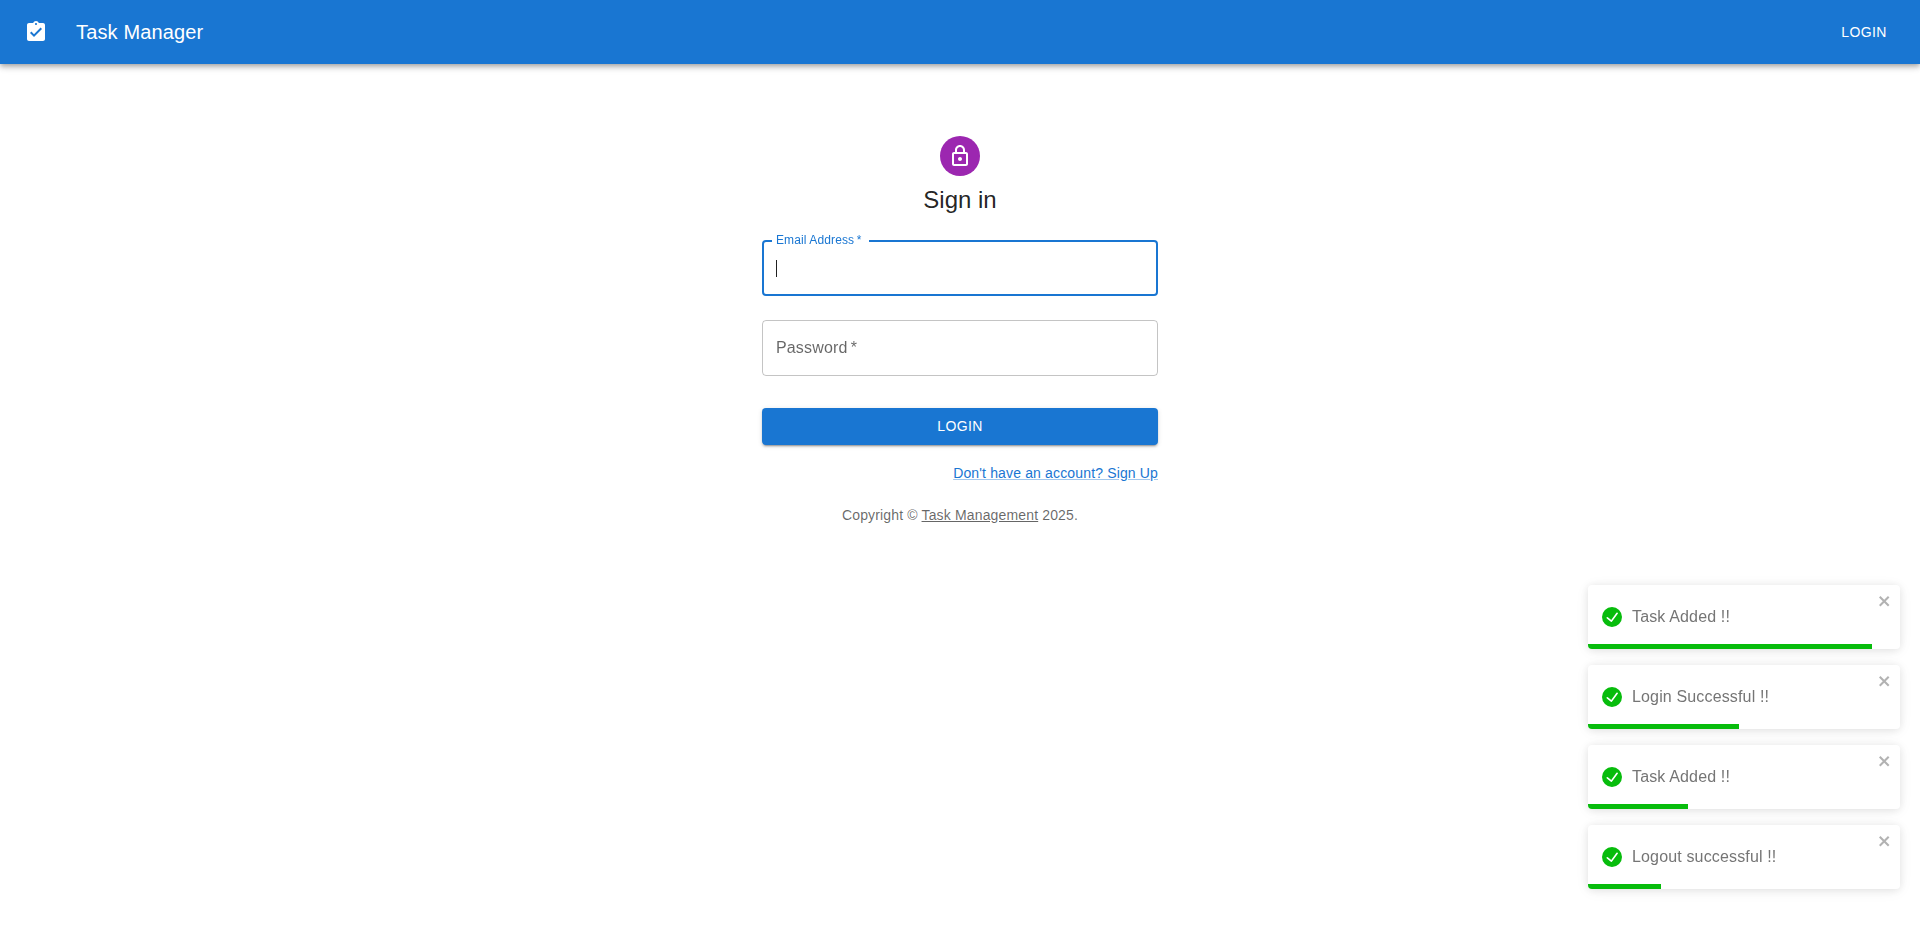 Task Manager
LOGIN
Sign in
Email Address *
Password *
LOGIN
Don't have an account? Sign Up
Copyright © Task Management 2025.
Task Added !!
Login Successful !!
Task Added !!
Logout successful !!